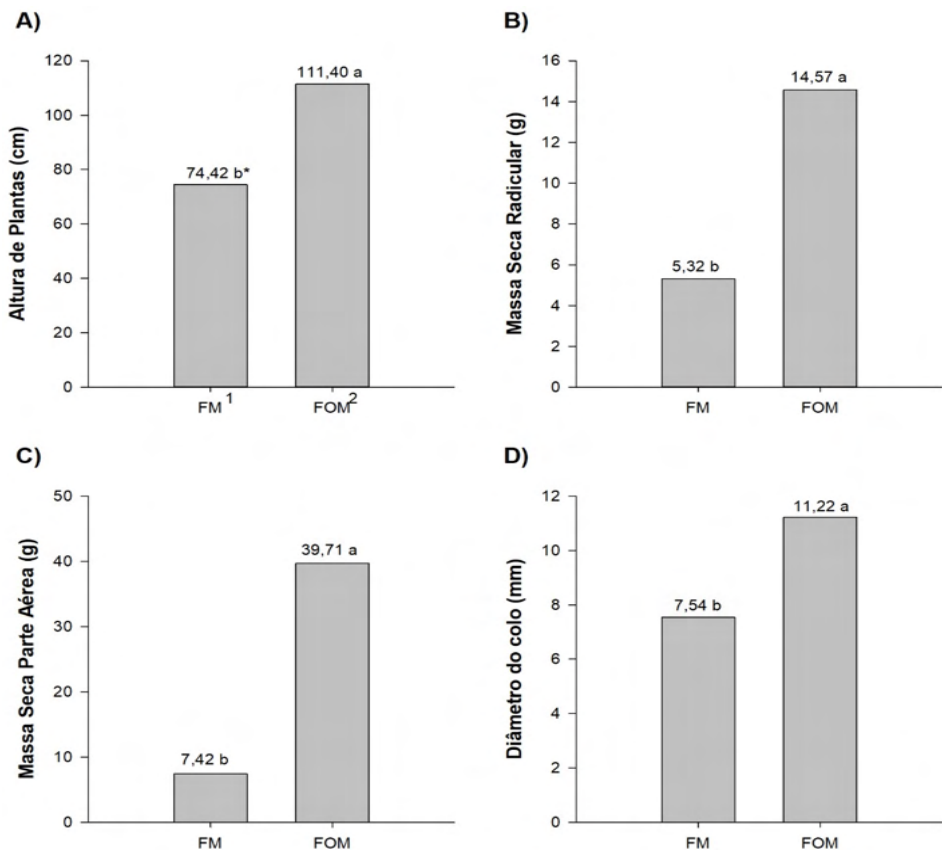 A)
Altura de Plantas (cm)
120
100
80
60
40
20
0
74,42 b*
111,40 a
FM 1
FOM 2
B)
Massa Seca Radicular (g)
16
14
12
10
8
6
4
2
0
5,32 b
14,57 a
FM
FOM
C)
Massa Seca Parte Aérea (g)
50
40
30
20
10
0
7,42 b
39,71 a
FM
FOM
D)
Diâmetro do colo (mm)
12
10
8
6
4
2
0
7,54 b
11,22 a
FM
FOM